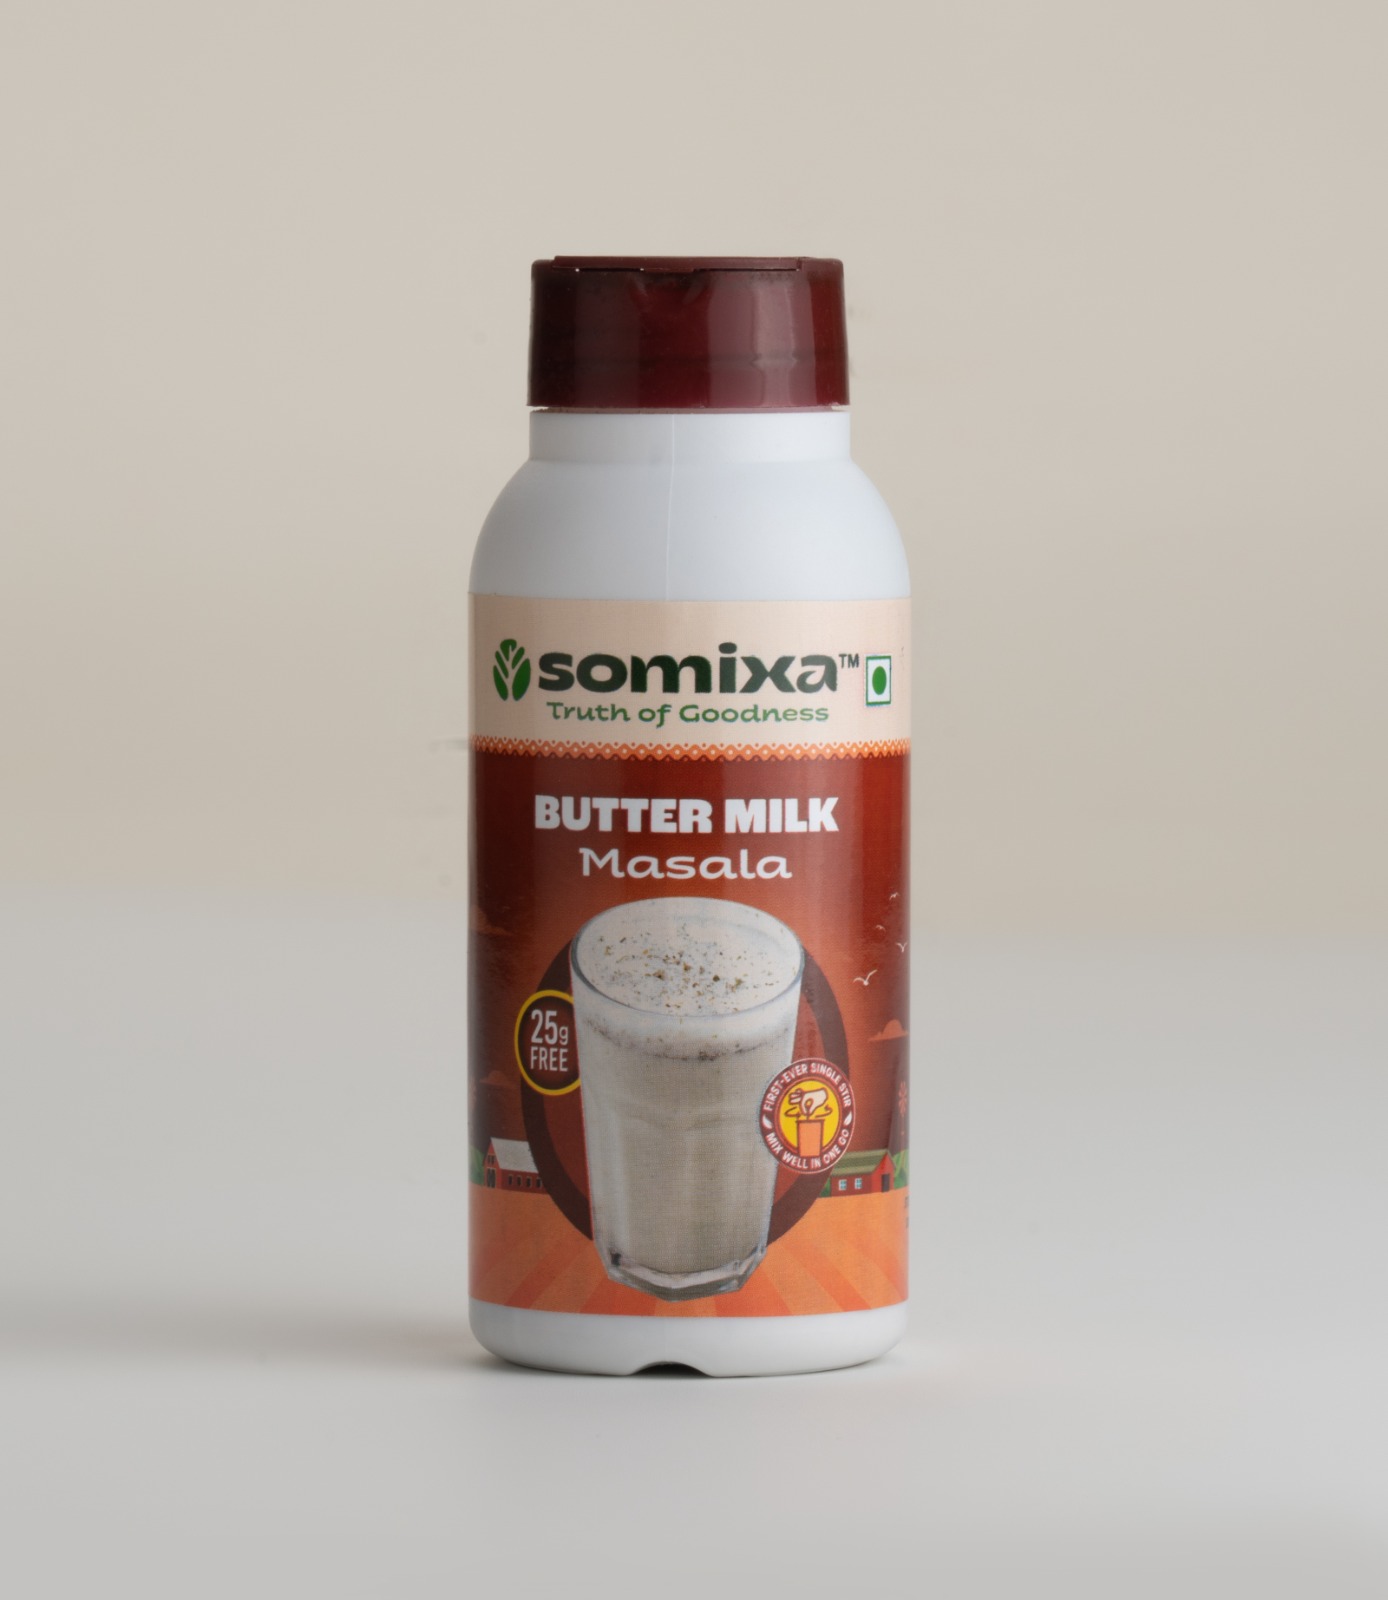 somixa™
Truth of Goodness
BUTTER MILK
Masala
25g
FREE
FIRST-EVER SINGLE STIR
MIX WELL IN ONE GO